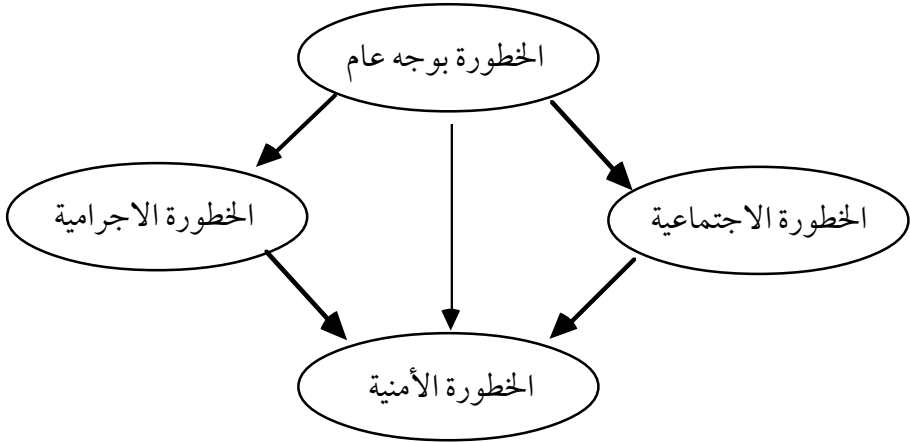 الخطورة بوجه عام
الخطورة الاجتماعية
الخطورة الاجرامية
الخطورة الأمنية